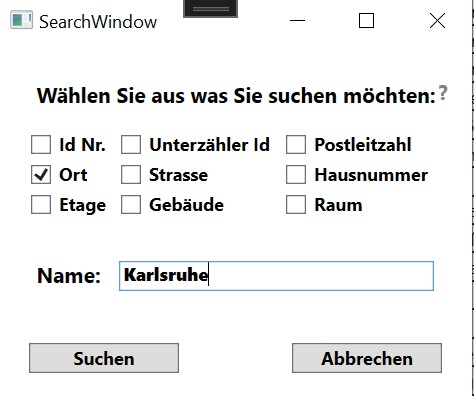 SearchWindow
Wählen Sie aus was Sie suchen möchten: ?
Id Nr. Unterzähler Id Postleitzahl
Ort Strasse Hausnummer
Etage Gebäude Raum
Name: Karlsruhe
Suchen Abbrechen